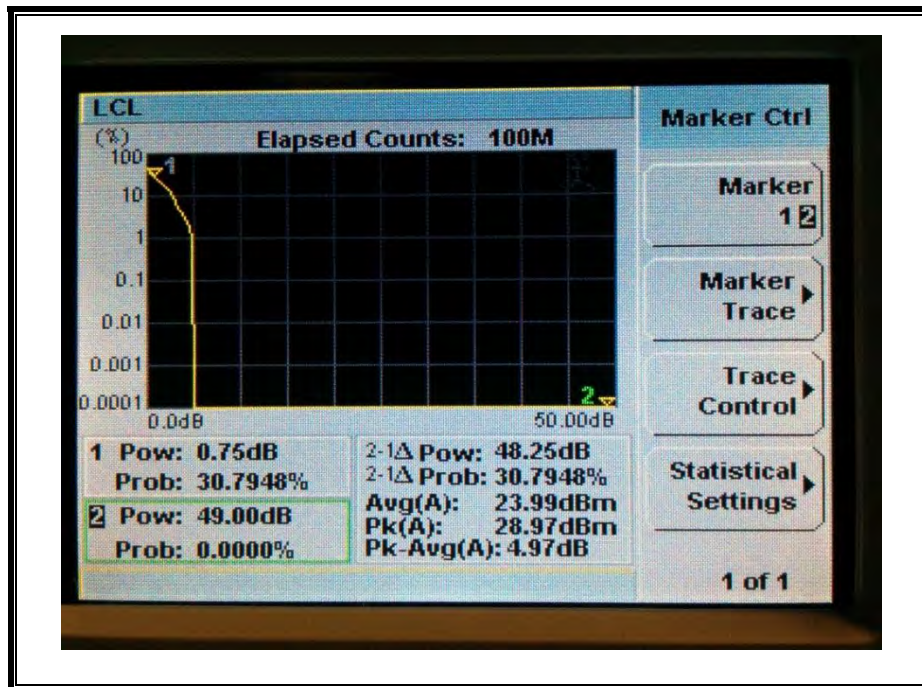 LCL
(%)
Elapsed Counts: 100M
100
10
1
0.1
0.01
0.001
0.0001
1
2
0.0dB
50.00dB
1 Pow: 0.75dB
Prob: 30.7948%
2 Pow: 49.00dB
Prob: 0.0000%
2-1Δ Pow: 48.25dB
2-1Δ Prob: 30.7948%
Avg(A): 23.99dBm
Pk(A): 28.97dBm
Pk-Avg(A): 4.97dB
Marker Ctrl
Marker
1 2
Marker
Trace
Trace
Control
Statistical
Settings
1 of 1